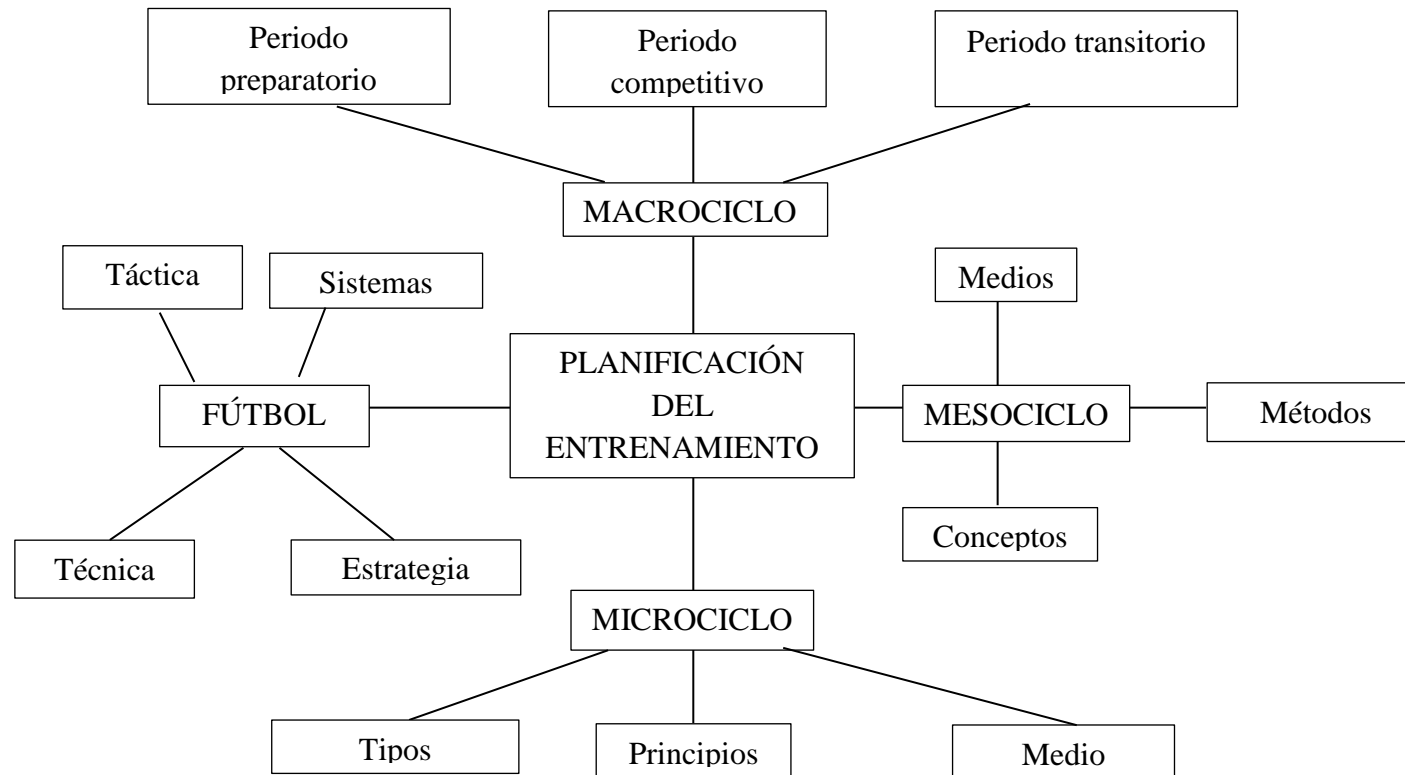 Periodo
preparatorio
Periodo
competitivo
Periodo transitorio
MACROCICLO
Táctica
Sistemas
Medios
PLANIFICACIÓN
DEL
ENTRENAMIENTO
FÚTBOL
MESOCICLO
Métodos
Técnica
Estrategia
Conceptos
MICROCICLO
Tipos
Principios
Medio